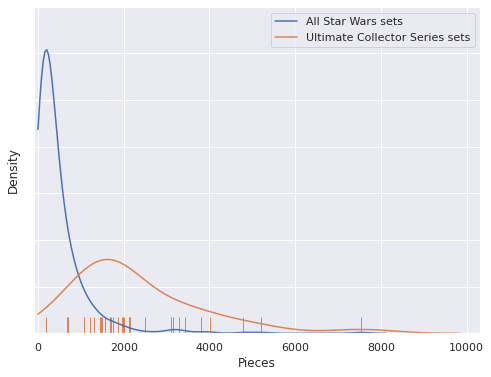 All Star Wars sets
Ultimate Collector Series sets
Density
0 2000 4000 6000 8000 10000
Pieces